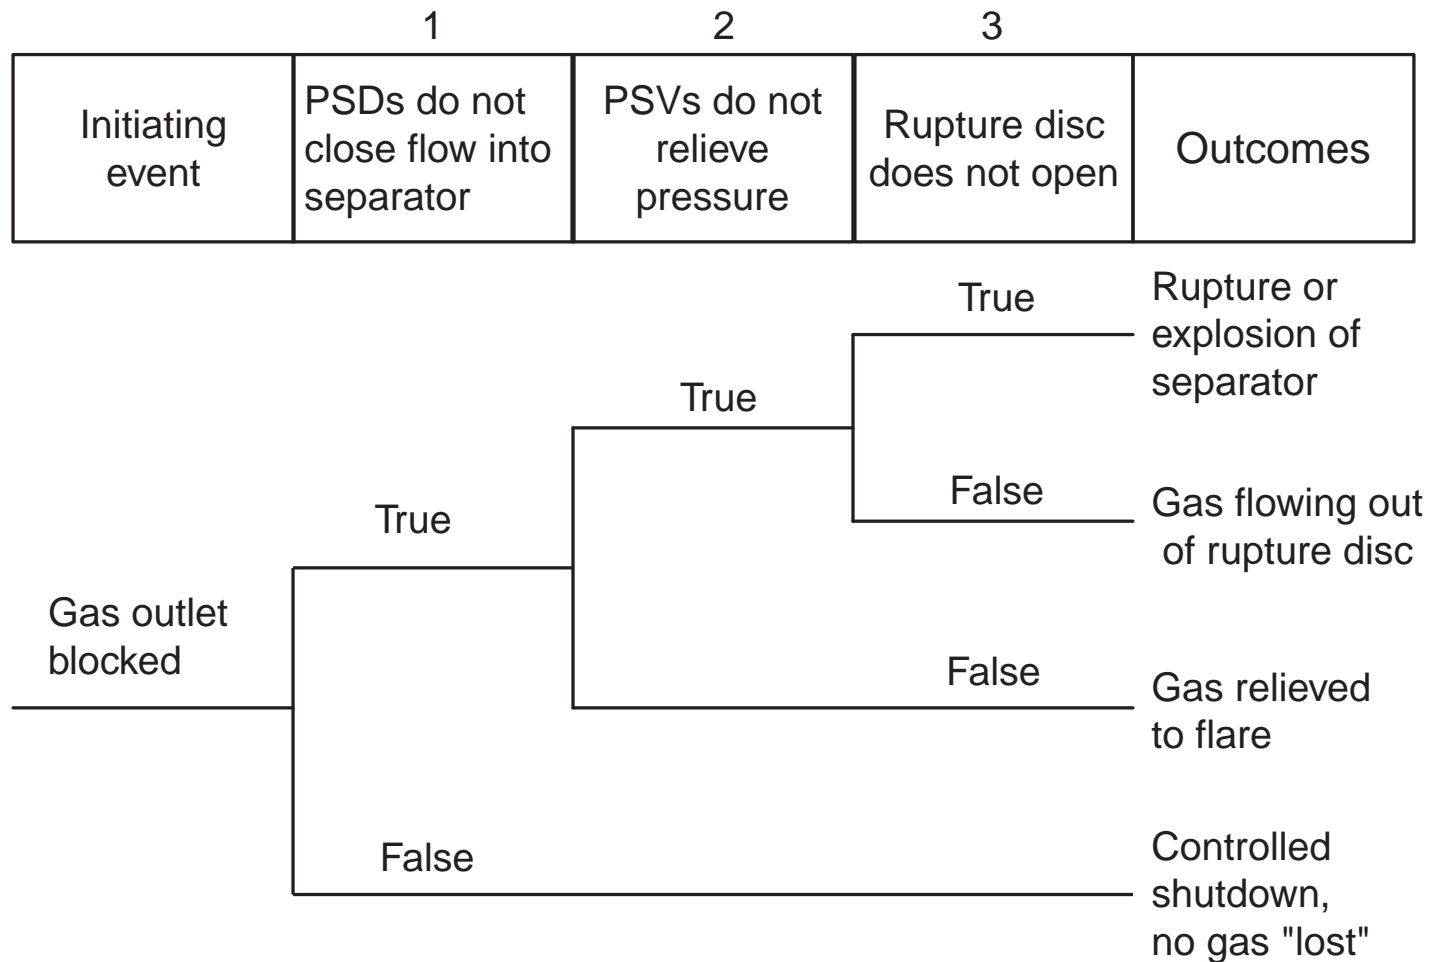 1
2
3
Initiating
event
PSDs do not
close flow into
separator
PSVs do not
relieve
pressure
Rupture disc
does not open
Outcomes
True
Rupture or
explosion of
separator
True
False
Gas flowing out
of rupture disc
True
Gas outlet
blocked
False
Gas relieved
to flare
False
Controlled
shutdown,
no gas "lost"